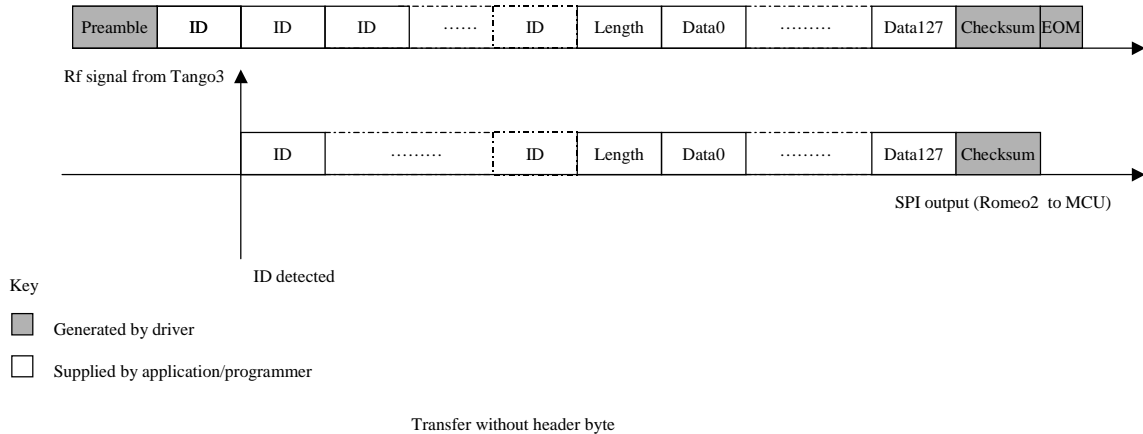 Preamble ID ID ID ...... ID Length Data0 ......... Data127 Checksum EOM
Rf signal from Tango3
ID ......... ID Length Data0 ......... Data127 Checksum
SPI output (Romeo2 to MCU)
ID detected
Key
Generated by driver
Supplied by application/programmer
Transfer without header byte